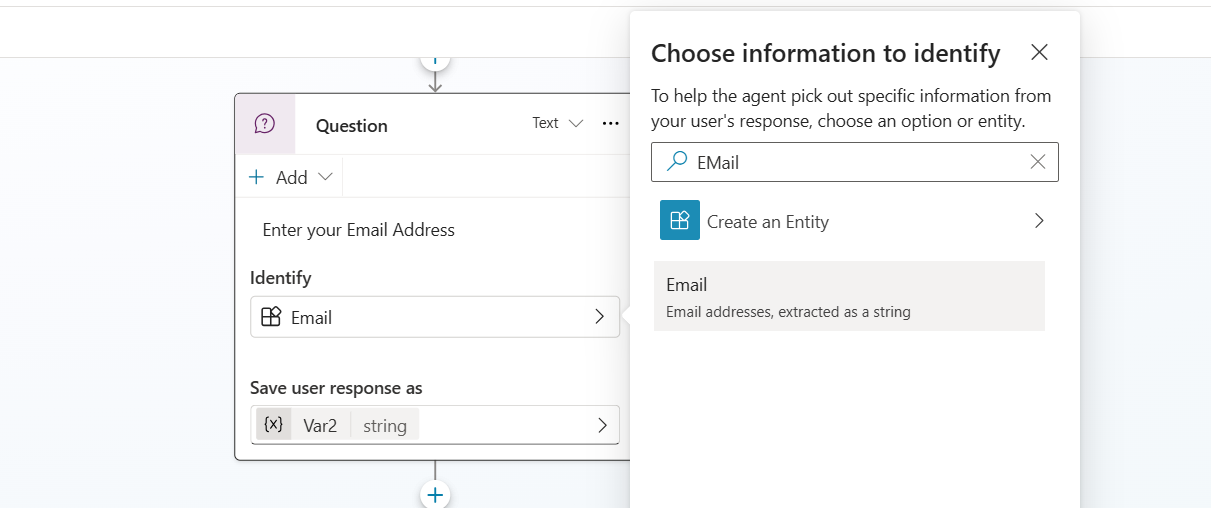 Question
Text
Add
Enter your Email Address
Identify
Email
Save user response as
{x} Var2 string
Choose information to identify
To help the agent pick out specific information from
your user's response, choose an option or entity.
EMail
Create an Entity
Email
Email addresses, extracted as a string